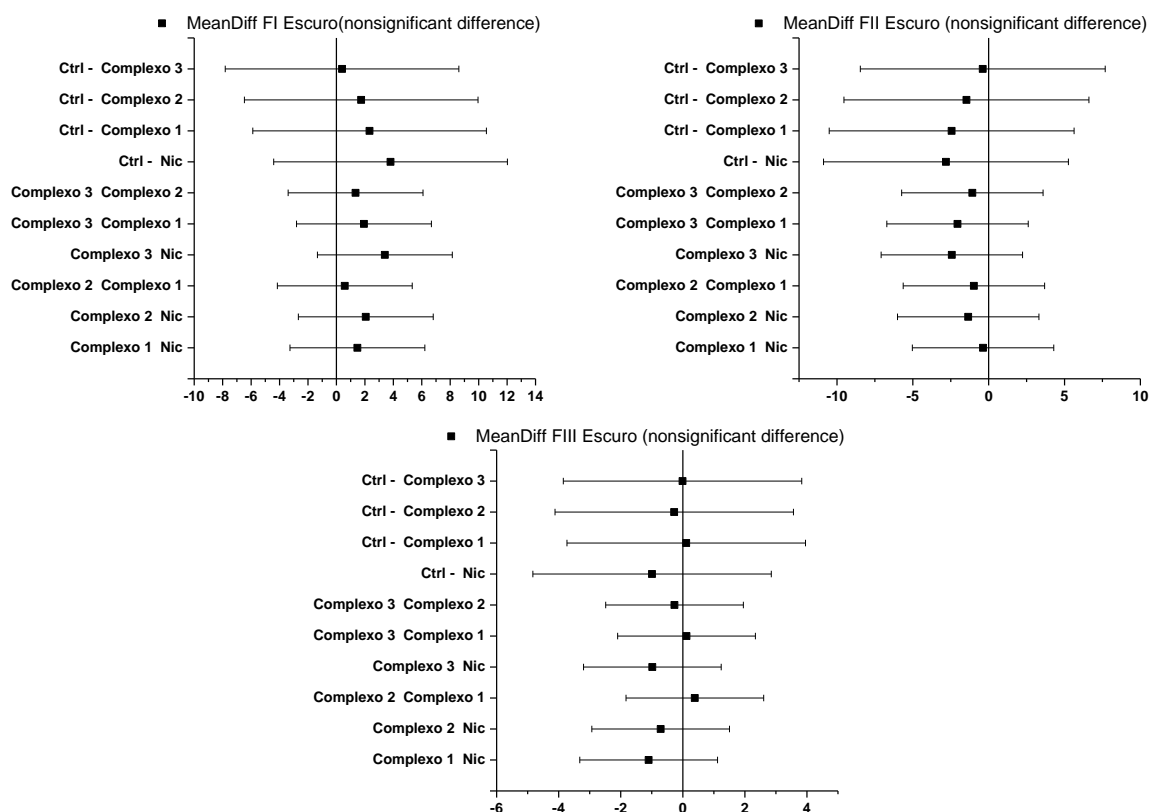 MeanDiff FI Escuro(nonsignificant difference)
Ctrl - Complexo 3
Ctrl - Complexo 2
Ctrl - Complexo 1
Ctrl - Nic
Complexo 3 Complexo 2
Complexo 3 Complexo 1
Complexo 3 Nic
Complexo 2 Complexo 1
Complexo 2 Nic
Complexo 1 Nic
-10 -8 -6 -4 -2 0 2 4 6 8 10 12 14
MeanDiff FII Escuro (nonsignificant difference)
Ctrl - Complexo 3
Ctrl - Complexo 2
Ctrl - Complexo 1
Ctrl - Nic
Complexo 3 Complexo 2
Complexo 3 Complexo 1
Complexo 3 Nic
Complexo 2 Complexo 1
Complexo 2 Nic
Complexo 1 Nic
-10 -5 0 5 10
MeanDiff FIII Escuro (nonsignificant difference)
Ctrl - Complexo 3
Ctrl - Complexo 2
Ctrl - Complexo 1
Ctrl - Nic
Complexo 3 Complexo 2
Complexo 3 Complexo 1
Complexo 3 Nic
Complexo 2 Complexo 1
Complexo 2 Nic
Complexo 1 Nic
-6 -4 -2 0 2 4